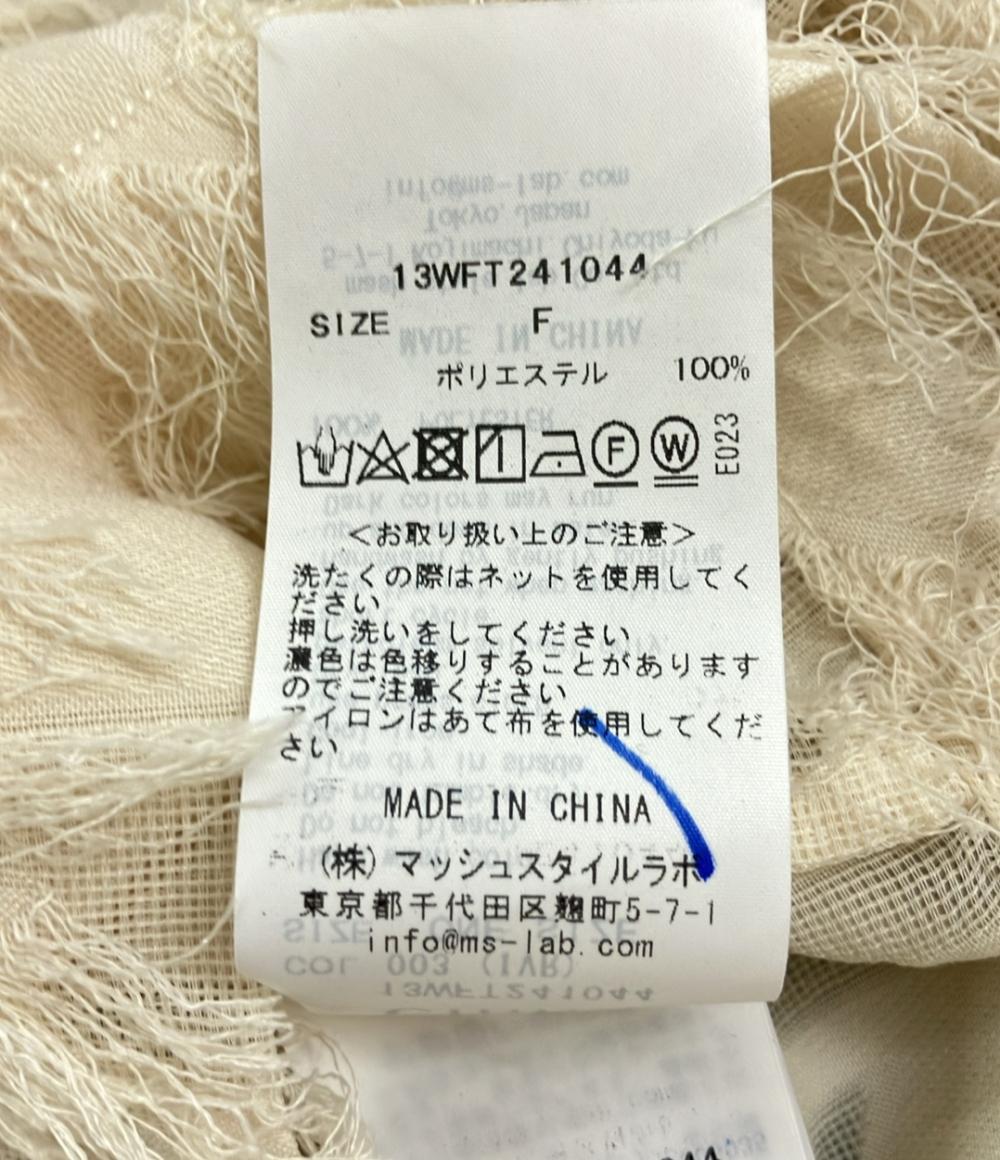 13WFT241044
SIZE F
ポリエステル 100%
F W E023
<お取り扱い上のご注意>
洗たくの際はネットを使用してく
ださい
押し洗いをしてください
濃色は色移りすることがあります
のでご注意ください
アイロンはあて布を使用してくだ
さい
MADE IN CHINA
(株) マッシュスタイルラボ
東京都千代田区麹町5-7-1
info@ms-lab.com